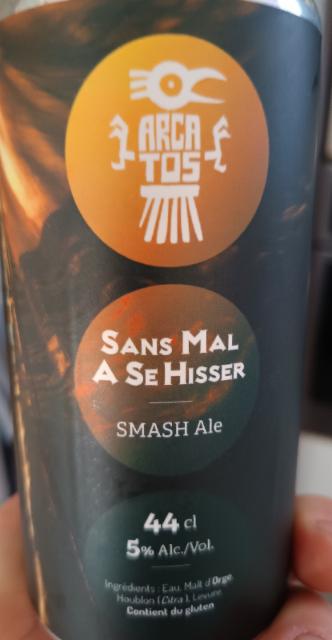 ARCA
TOS
SANS MAL
A SE HISSER
SMASH Ale
44 cl
5% Alc./Vol.
Ingrédients : Eau, Malt d'Orge,
Houblon (Citra), Levure.
Contient du gluten